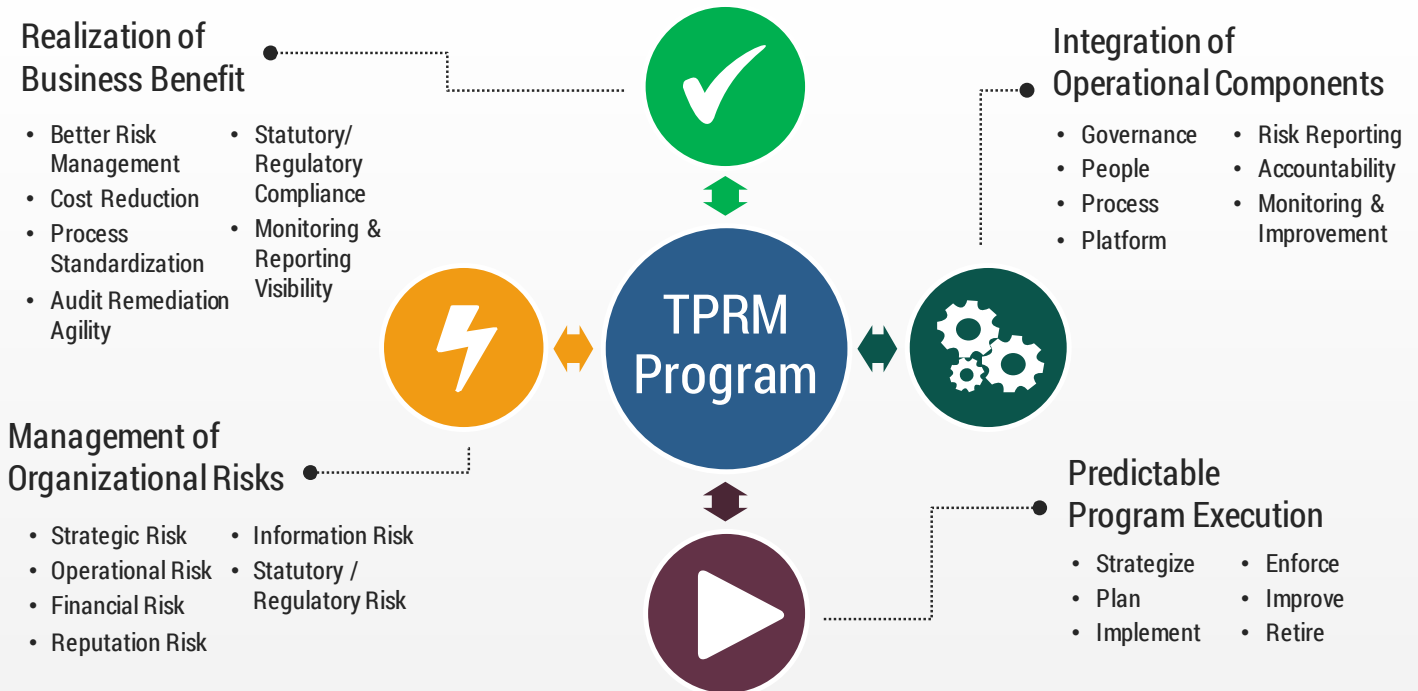 Realization of
Business Benefit
• Better Risk
Management
• Cost Reduction
• Process
Standardization
• Audit Remediation
Agility
• Statutory/
Regulatory
Compliance
• Monitoring &
Reporting
Visibility
Integration of
Operational Components
• Governance
• People
• Process
• Platform
• Risk Reporting
• Accountability
• Monitoring &
Improvement
TPRM
Program
Management of
Organizational Risks
• Strategic Risk
• Operational Risk
• Financial Risk
• Reputation Risk
• Information Risk
• Statutory /
Regulatory Risk
Predictable
Program Execution
• Strategize
• Plan
• Implement
• Enforce
• Improve
• Retire